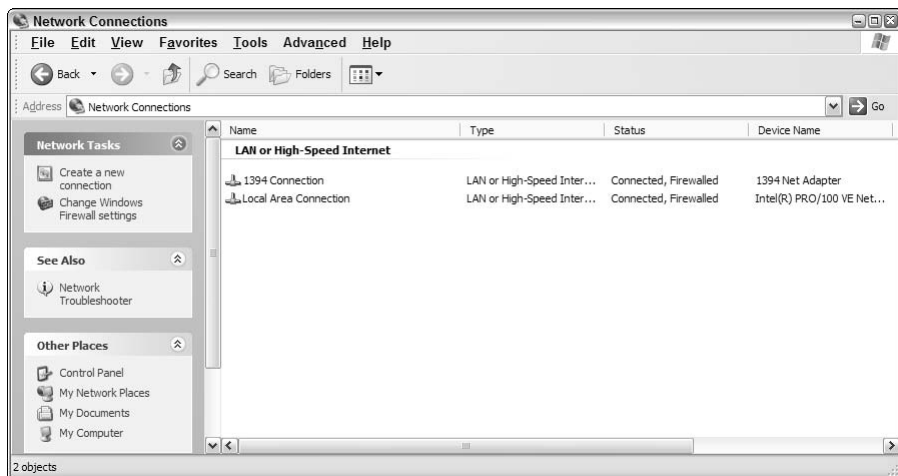 Network Connections
File Edit View Favorites Tools Advanced Help
Back Search Folders
Address Network Connections Go
Network Tasks
Create a new
connection
Change Windows
Firewall settings
See Also
Network
Troubleshooter
Other Places
Control Panel
My Network Places
My Documents
My Computer
Name Type Status Device Name
LAN or High-Speed Internet
1394 Connection LAN or High-Speed Inter... Connected, Firewalled 1394 Net Adapter
Local Area Connection LAN or High-Speed Inter... Connected, Firewalled Intel(R) PRO/100 VE Net...
2 objects